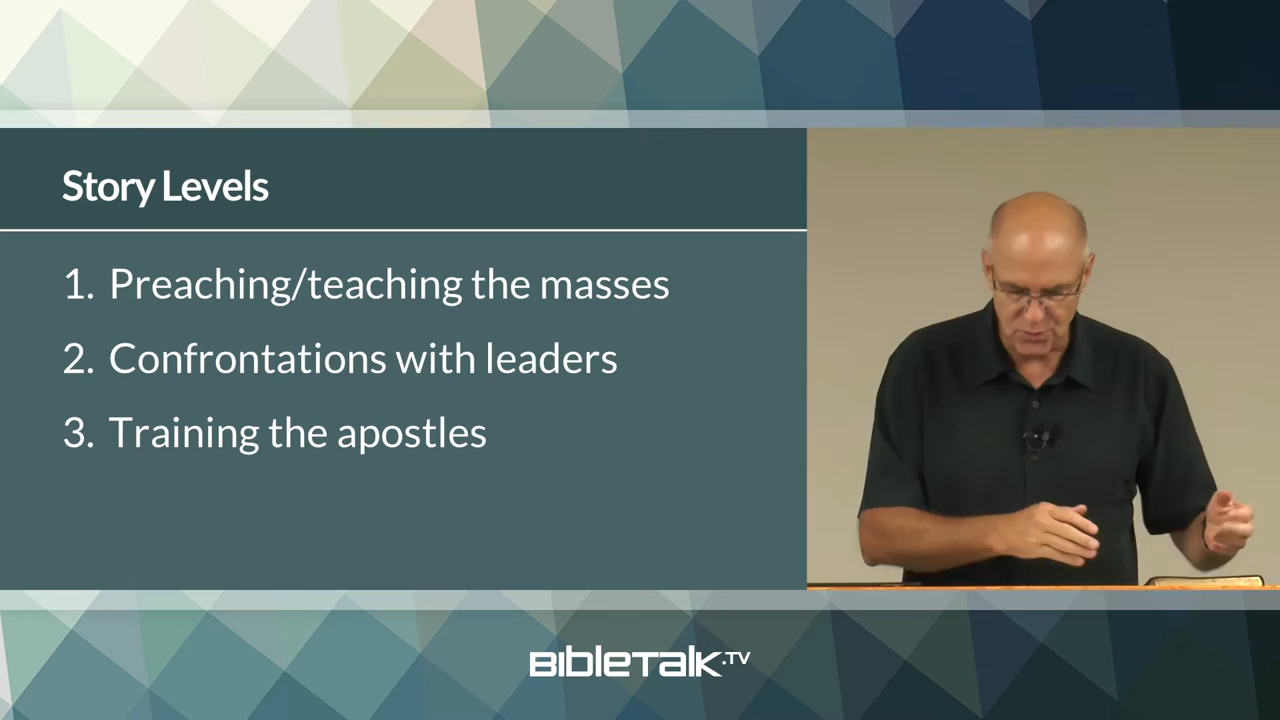 Story Levels
1. Preaching/teaching the masses
2. Confrontations with leaders
3. Training the apostles
BIBLETALK.TV